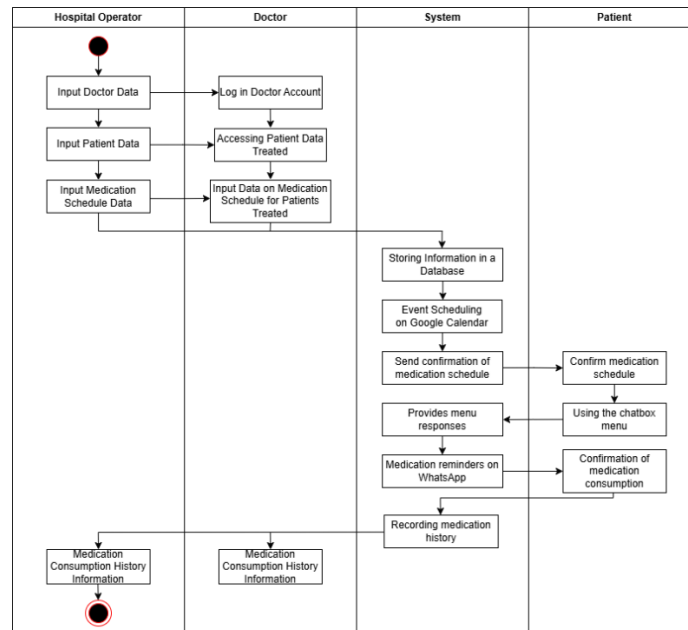 Hospital Operator
Doctor
System
Patient
Input Doctor Data
Log in Doctor Account
Input Patient Data
Accessing Patient Data
Treated
Input Medication
Schedule Data
Input Data on Medication
Schedule for Patients
Treated
Storing Information in a
Database
Event Scheduling
on Google Calendar
Send confirmation of
medication schedule
Confirm medication
schedule
Provides menu
responses
Using the chatbox
menu
Medication reminders on
WhatsApp
Confirmation of
medication
consumption
Recording medication
history
Medication
Consumption History
Information
Medication
Consumption History
Information